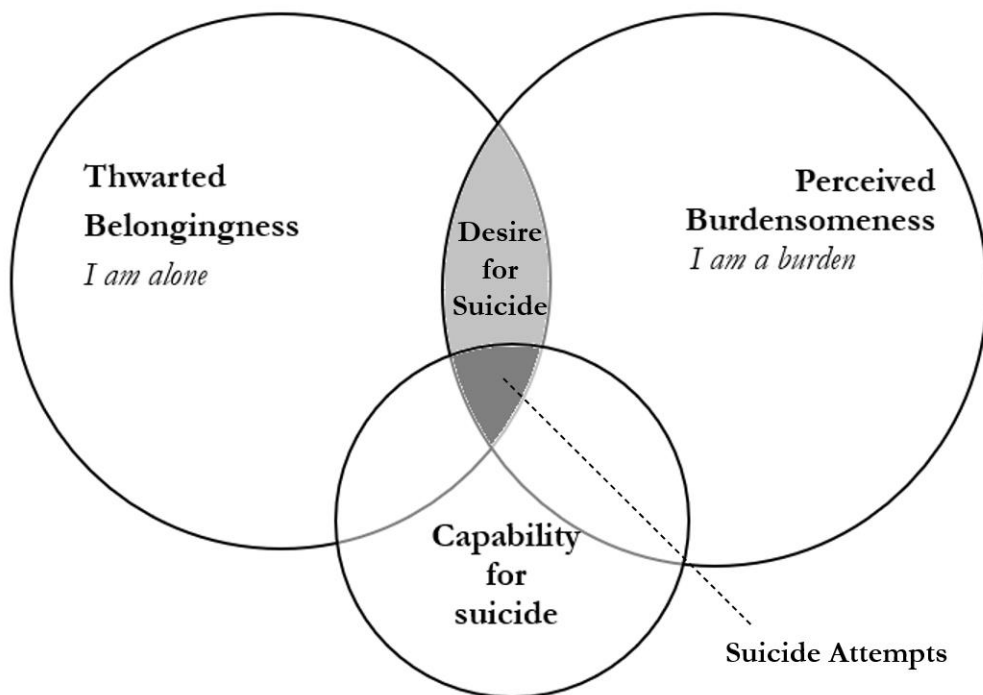 Thwarted
Belongingness
I am alone
Perceived
Burdensomeness
I am a burden
Desire
for
Suicide
Capability
for
suicide
Suicide Attempts